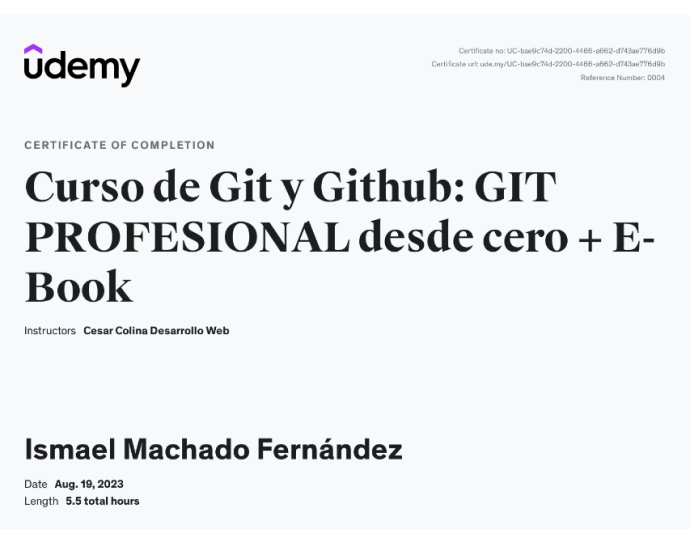 udemy
Certificate no: UC-bae9c74d-2200-4466-a662-d743ae776d9b
Certificate url: ude.my/UC-bae9c74d-2200-4466-a662-d743ae776d9b
Reference Number: 0004
CERTIFICATE OF COMPLETION
Curso de Git y Github: GIT
PROFESIONAL desde cero + E-
Book
Instructors Cesar Colina Desarrollo Web
Ismael Machado Fernández
Date Aug. 19, 2023
Length 5.5 total hours